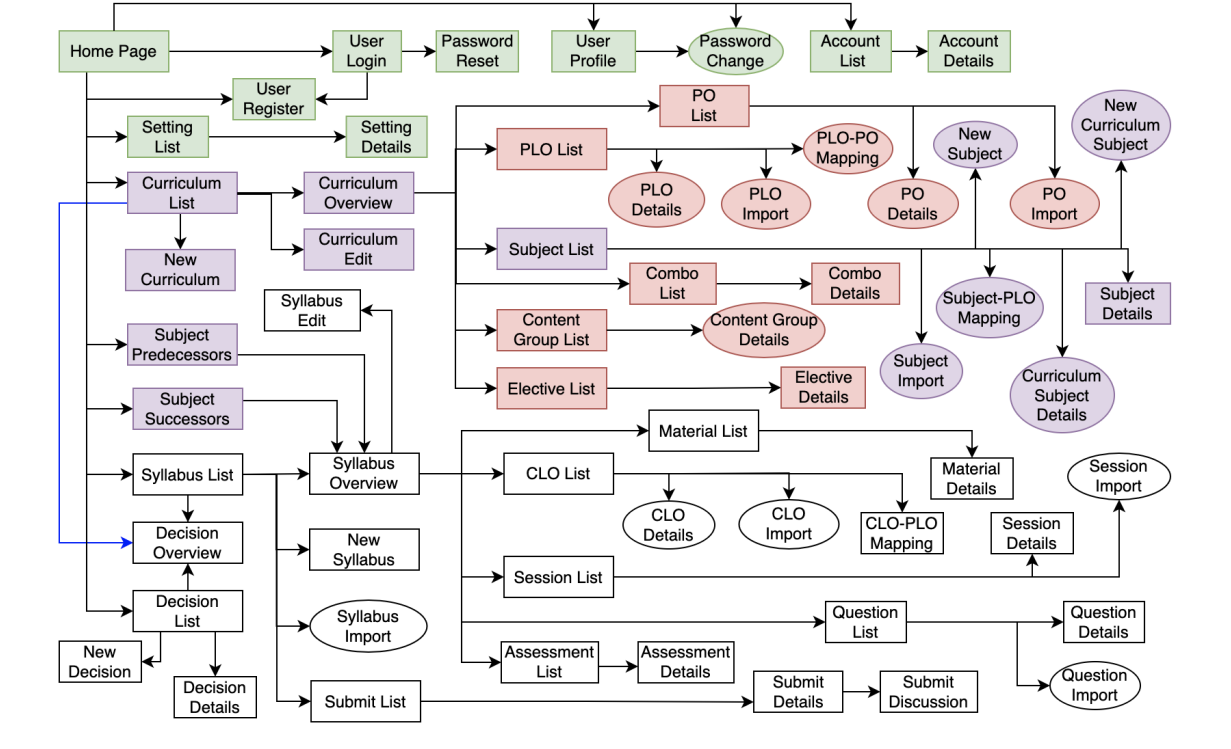 Home Page
User
Login
Password
Reset
User
Profile
Password
Change
Account
List
Account
Details
User
Register
Setting
List
Setting
Details
PO
List
PLO List
PLO-PO
Mapping
New
Subject
New
Curriculum
Subject
Curriculum
List
Curriculum
Overview
PLO
Details
PLO
Import
PO
Details
PO
Import
Curriculum
Edit
Subject List
New
Curriculum
Combo
List
Combo
Details
Subject-PLO
Mapping
Subject
Details
Syllabus
Edit
Content
Group List
Content Group
Details
Subject
Predecessors
Subject
Import
Elective List
Elective
Details
Curriculum
Subject
Details
Subject
Successors
Material List
Syllabus List
Syllabus
Overview
CLO List
Material
Details
Session
Import
CLO
Details
CLO
Import
CLO-PLO
Mapping
Session
Details
Decision
Overview
New
Syllabus
Session List
Decision
List
Syllabus
Import
Question
List
Question
Details
New
Decision
Assessment
List
Assessment
Details
Question
Import
Decision
Details
Submit List
Submit
Details
Submit
Discussion